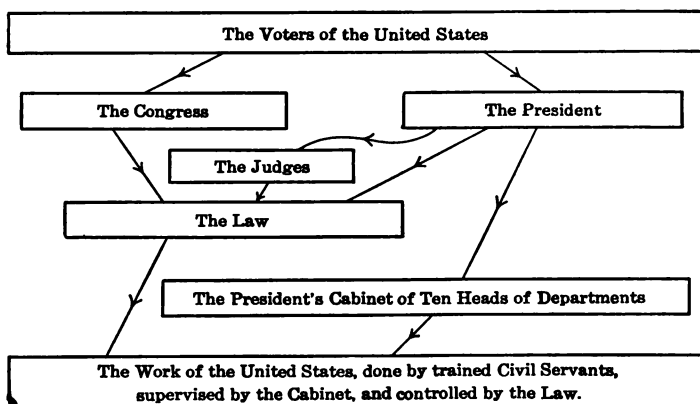 The Voters of the United States
The Congress
The President
The Judges
The Law
The President's Cabinet of Ten Heads of Departments
The Work of the United States, done by trained Civil Servants,
supervised by the Cabinet, and controlled by the Law.